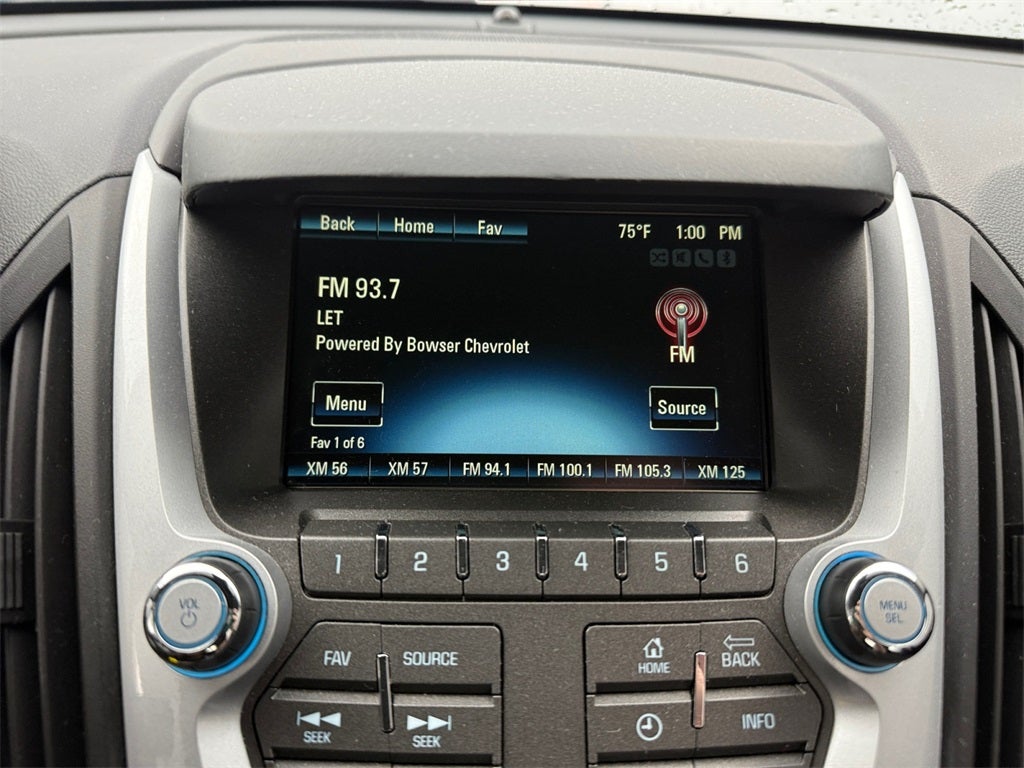 Back Home Fav 75°F 1:00 PM
FM 93.7
LET
Powered By Bowser Chevrolet
FM
Menu Source
Fav 1 of 6
XM 56 XM 57 FM 94.1 FM 100.1 FM 105.3 XM 125
1 2 3 4 5 6
VOL
MENU
SEL
FAV SOURCE
HOME BACK
SEEK SEEK
INFO